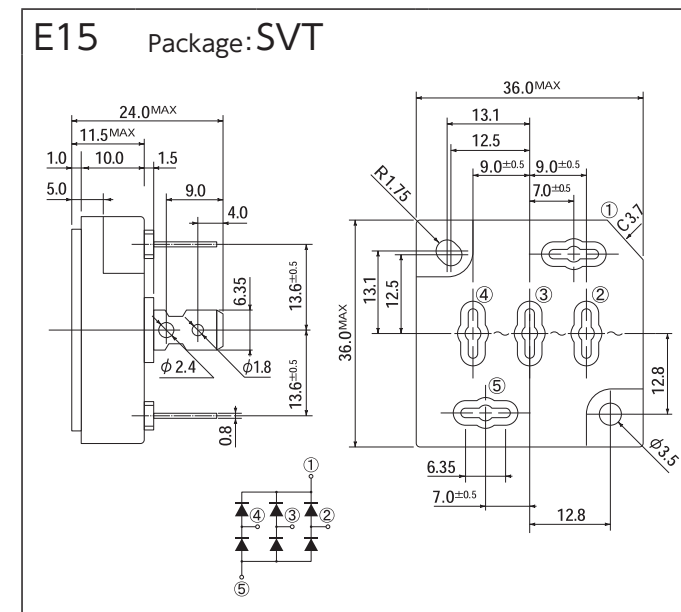 E15 Package:SVT
24.0MAX
11.5MAX
1.0 10.0 1.5
5.0
9.0
4.0
6.35
13.6±0.5
13.6±0.5
φ 2.4
φ1.8
0.8
36.0MAX
13.1
12.5
9.0±0.5 9.0±0.5
7.0±0.5
R1.75
①
C3.7
13.1
12.5
36.0MAX
④ ③ ②
~ ~
⑤
12.8
6.35
φ3.5
7.0±0.5
12.8
①
④ ③ ②
⑤